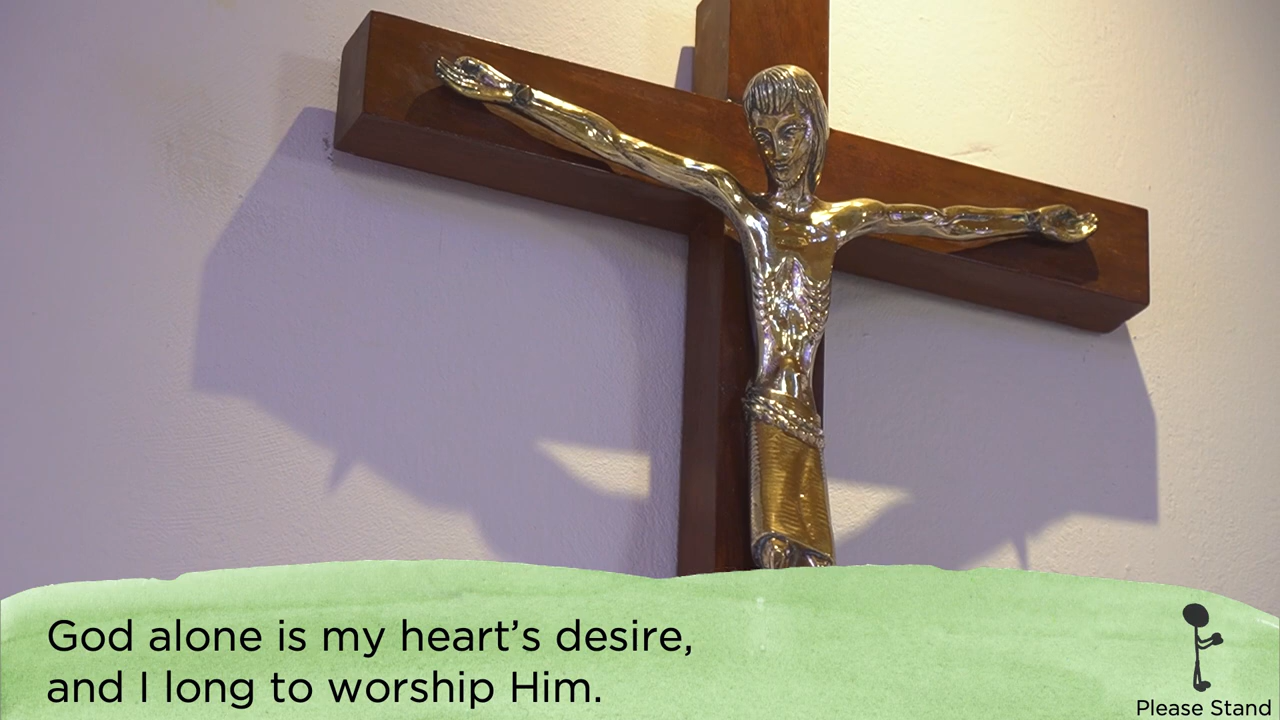 God alone is my heart’s desire,
and I long to worship Him.
Please Stand